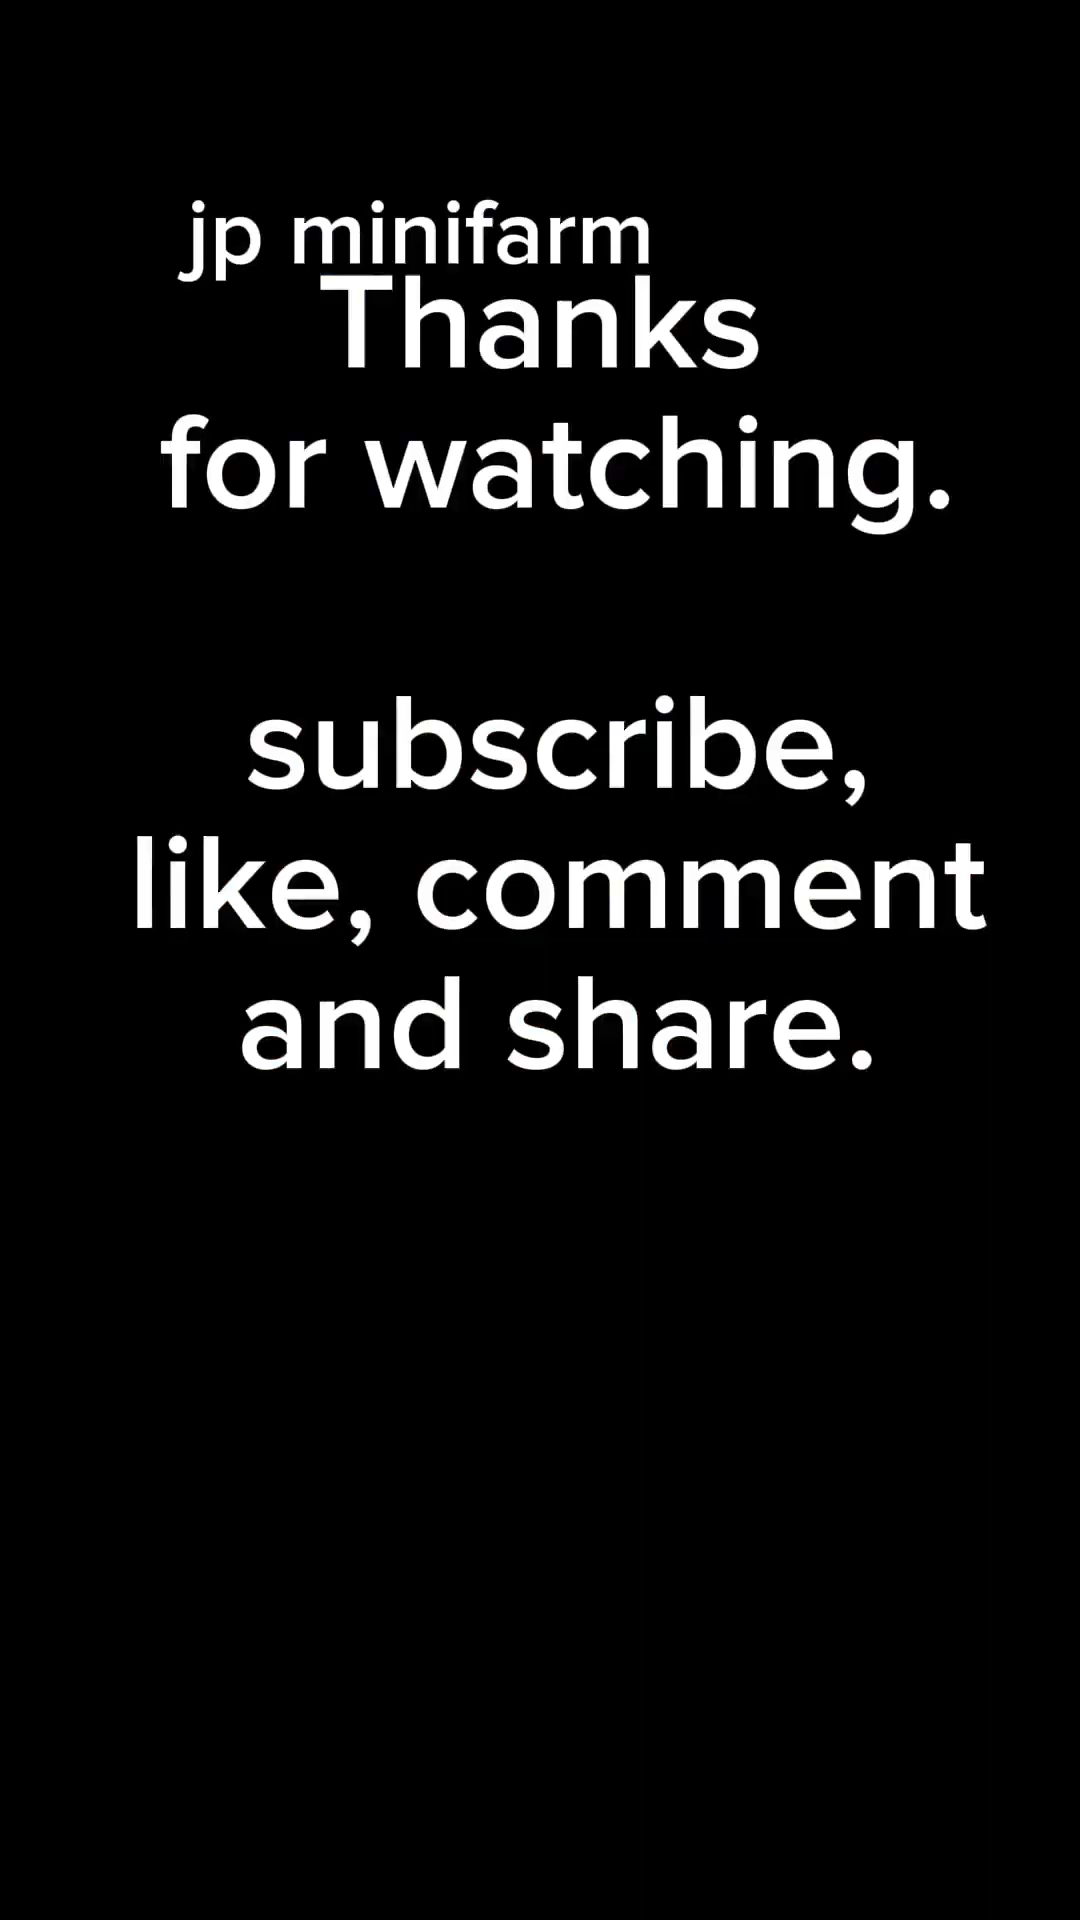 jp minifarm
Thanks
for watching.
subscribe,
like, comment
and share.